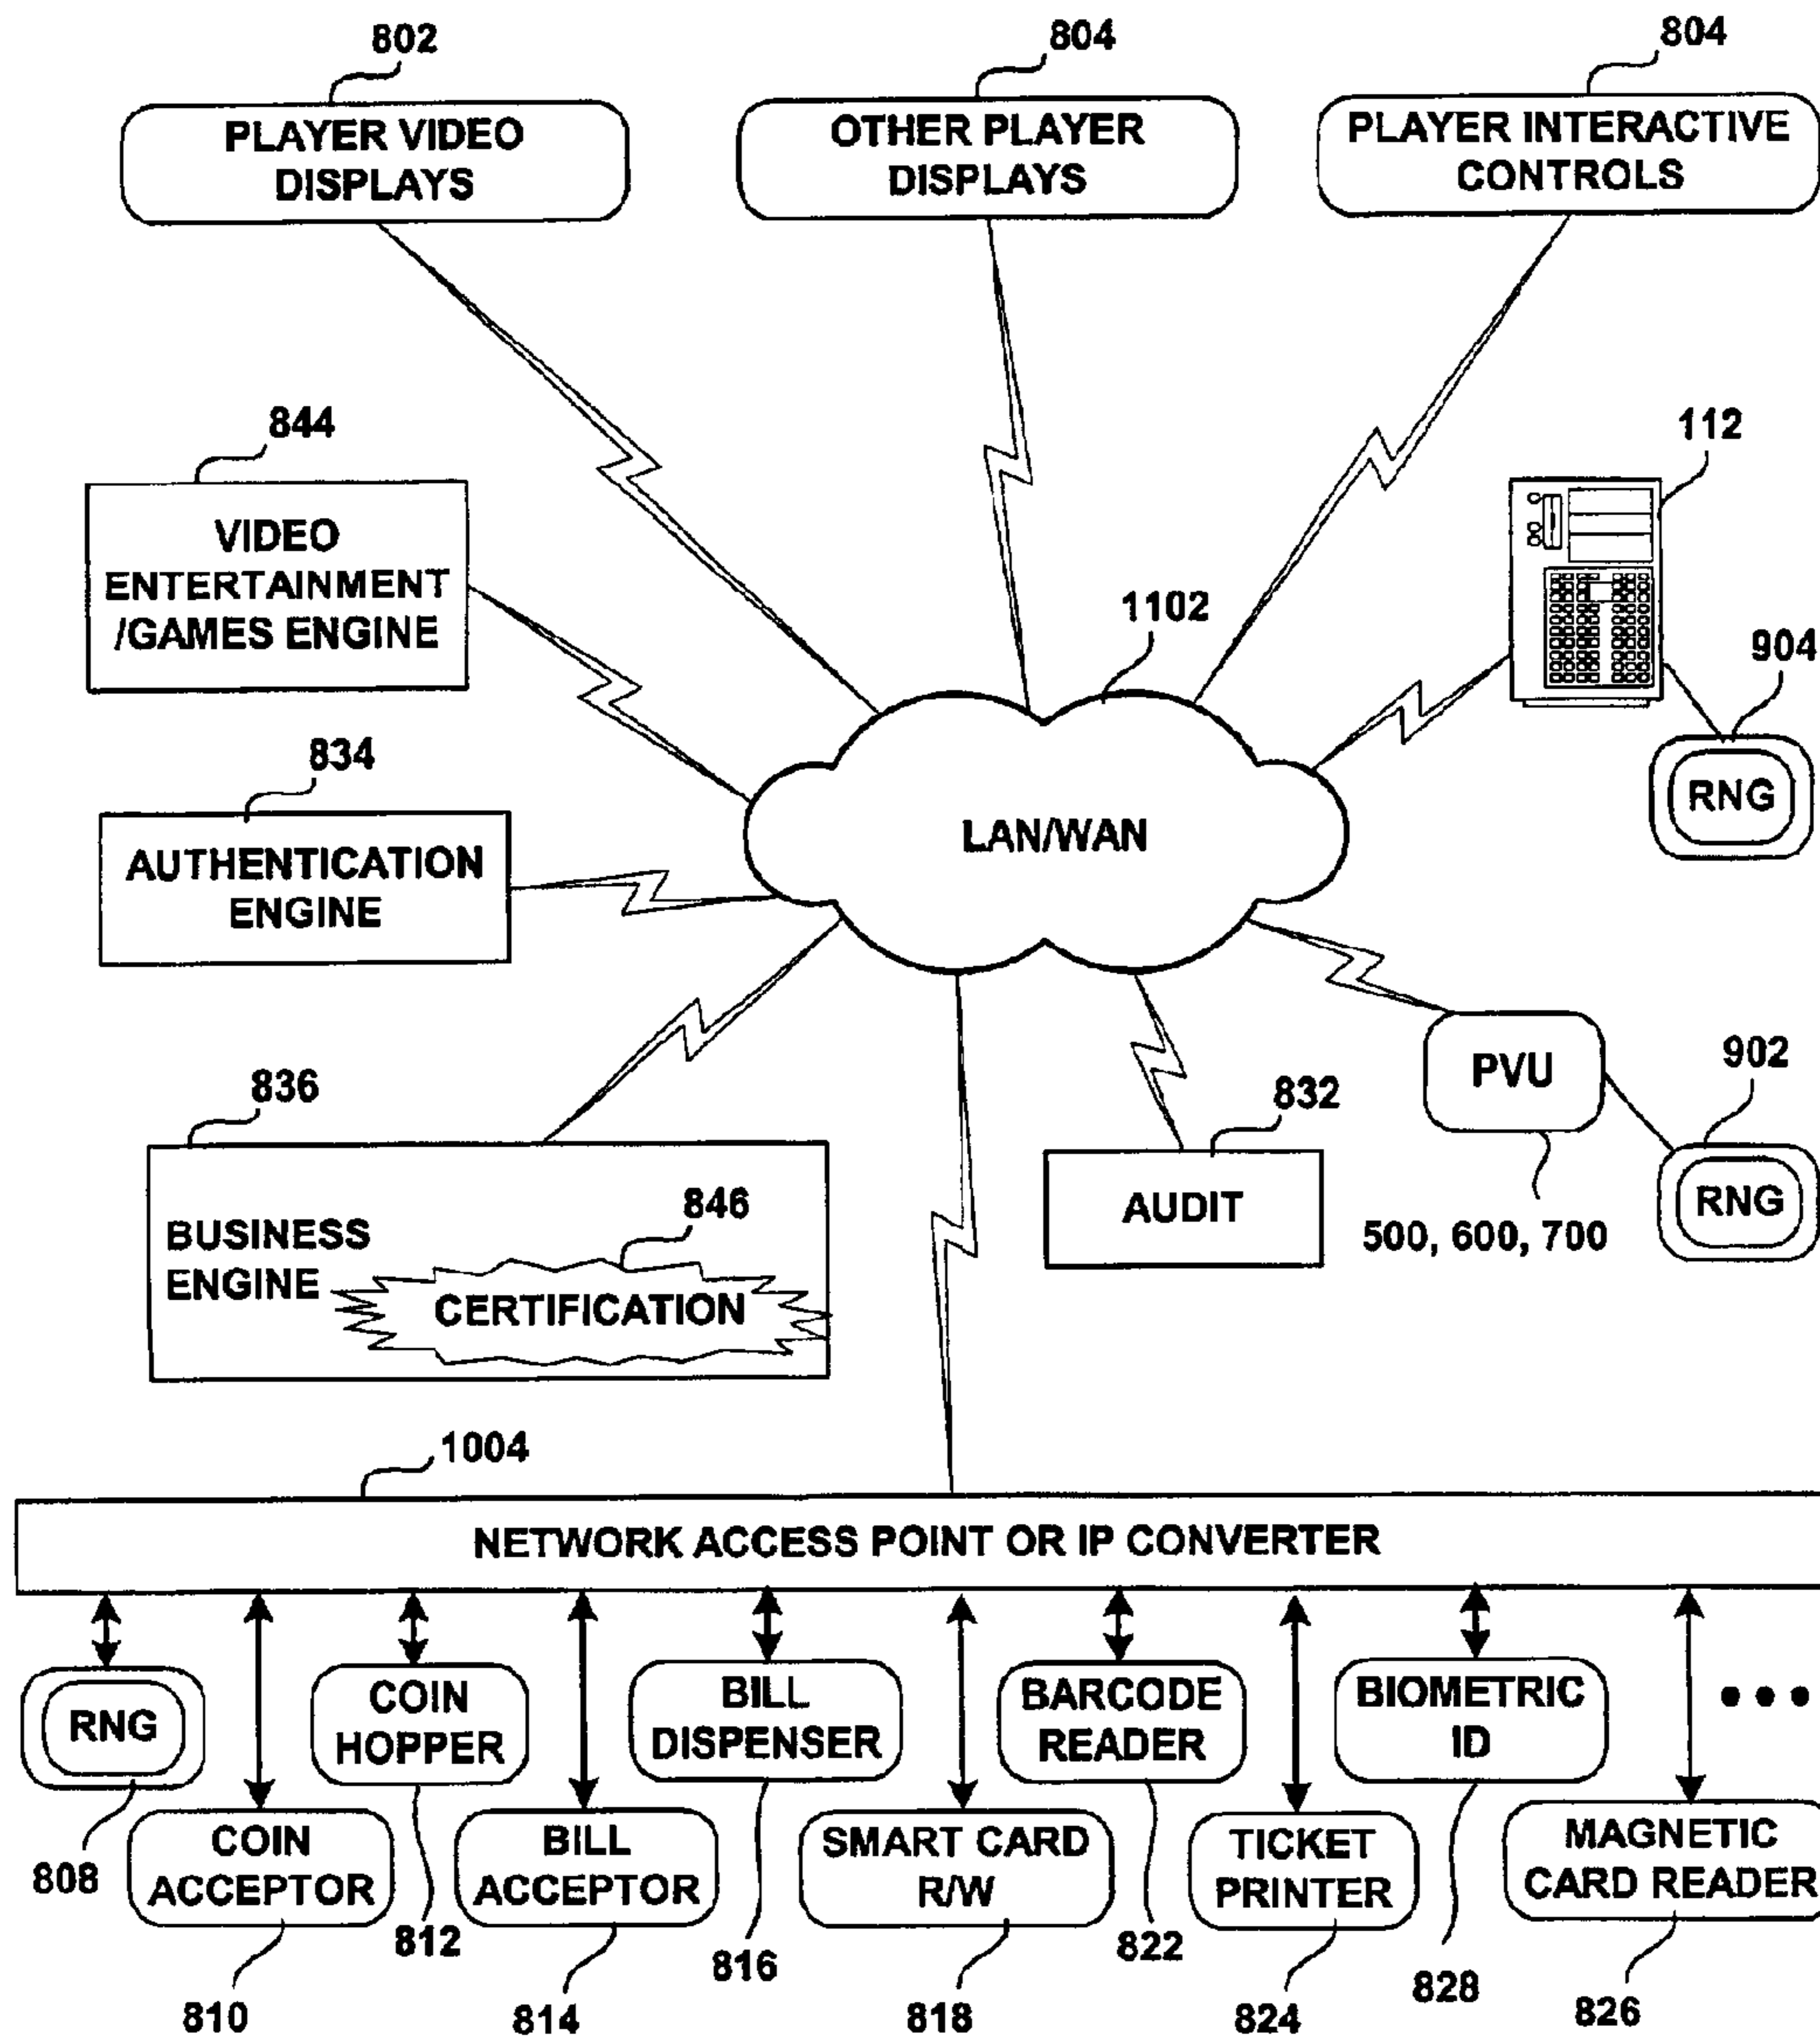 802
804
804
PLAYER VIDEO
DISPLAYS
OTHER PLAYER
DISPLAYS
PLAYER INTERACTIVE
CONTROLS
844
112
VIDEO
ENTERTAINMENT
/GAMES ENGINE
1102
904
RNG
834
LAN/WAN
AUTHENTICATION
ENGINE
836
832
PVU
902
846
BUSINESS
ENGINE
CERTIFICATION
AUDIT
500, 600, 700
RNG
1004
NETWORK ACCESS POINT OR IP CONVERTER
RNG
COIN
HOPPER
BILL
DISPENSER
BARCODE
READER
BIOMETRIC
ID
•••
808
COIN
ACCEPTOR
812
BILL
ACCEPTOR
816
SMART CARD
R/W
822
TICKET
PRINTER
828
MAGNETIC
CARD READER
810
814
818
824
826